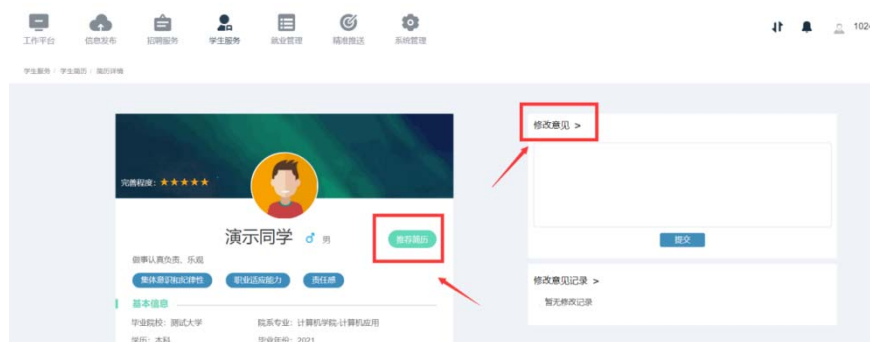 工作平台 信息发布 招聘服务 学生服务 就业管理 精准推送 系统管理 1024
学生服务 / 学生简历 / 简历详情
修改意见 >
完善程度：★★★★★
演示同学 ♂ 男
推荐简历
提交
做事认真负责、乐观
集体意识和纪律性 职业适应能力 责任感
修改意见记录 >
基本信息
暂无修改记录
毕业院校：测试大学 院系专业：计算机学院-计算机应用
学历：本科 毕业年份：2021